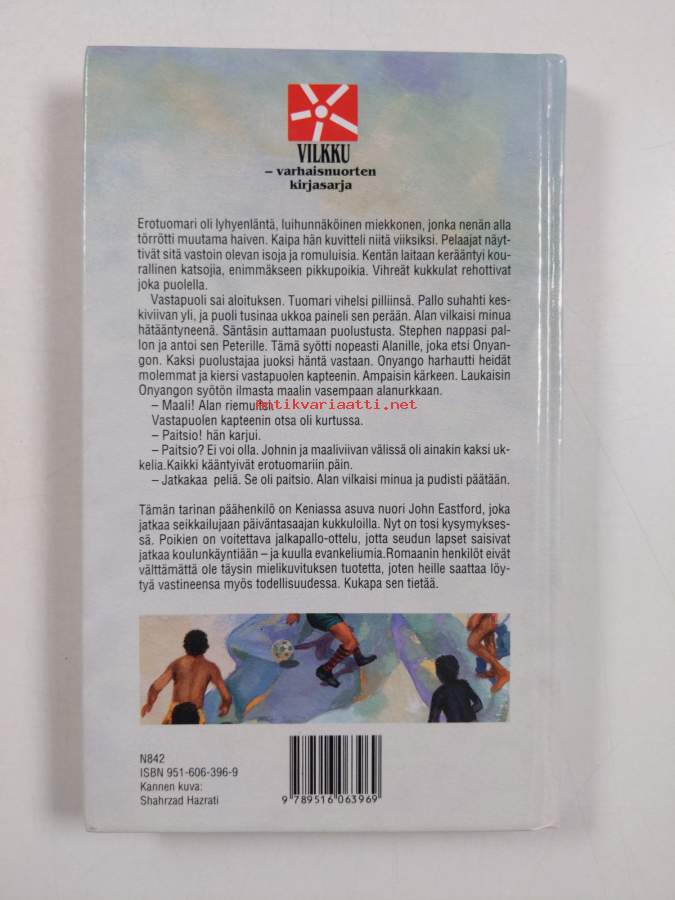 VILKKU
– varhaisnuorten
kirjasarja
Erotuomari oli lyhyenläntä, luihunnäköinen miekkonen, jonka nenän alla
törrötti muutama haiven. Kaipa hän kuvitteli niitä viiksiksi. Pelaajat näyt-
tivät sitä vastoin olevan isoja ja romuluisia. Kentän laitaan kerääntyi kou-
rallinen katsojia, enimmäkseen pikkupoikia. Vihreät kukkulat rehottivat
joka puolella.
Vastapuoli sai aloituksen. Tuomari vihelsi pilliinsä. Pallo suhahti kes-
kiviivan yli, ja puoli tusinaa ukkoa paineli sen perään. Alan vilkaisi minua
hätääntyneenä. Säntäsin auttamaan puolustusta. Stephen nappasi pal-
lon ja antoi sen Peterille. Tämä syötti nopeasti Alanille, joka etsi Onyan-
gon. Kaksi puolustajaa juoksi häntä vastaan. Onyango harhautti heidät
molemmat ja kiersi vastapuolen kapteenin. Ampaisin kärkeen. Laukaisin
Onyangon syötön ilmasta maalin vasempaan alanurkkaan.
– Maali! Alan riemuitsi.
Antikvariaatti.net
Vastapuolen kapteenin otsa oli kurtussa.
– Paitsio! hän karjui.
– Paitsio? Ei voi olla. Johnin ja maaliviivan välissä oli ainakin kaksi uk-
kelia.Kaikki kääntyivät erotuomariin päin.
– Jatkakaa peliä. Se oli paitsio. Alan vilkaisi minua ja pudisti päätään.
Tämän tarinan päähenkilö on Keniassa asuva nuori John Eastford, joka
jatkaa seikkailujaan päiväntasaajan kukkuloilla. Nyt on tosi kysymykses-
sä. Poikien on voitettava jalkapallo-ottelu, jotta seudun lapset saisivat
jatkaa koulunkäyntiään – ja kuulla evankeliumia.Romaanin henkilöt eivät
välttämättä ole täysin mielikuvituksen tuotetta, joten heille saattaa löy-
tyä vastineensa myös todellisuudessa. Kukapa sen tietää.
N842
ISBN 951-606-396-9
Kannen kuva:
Shahrzad Hazrati
9 789516 063969